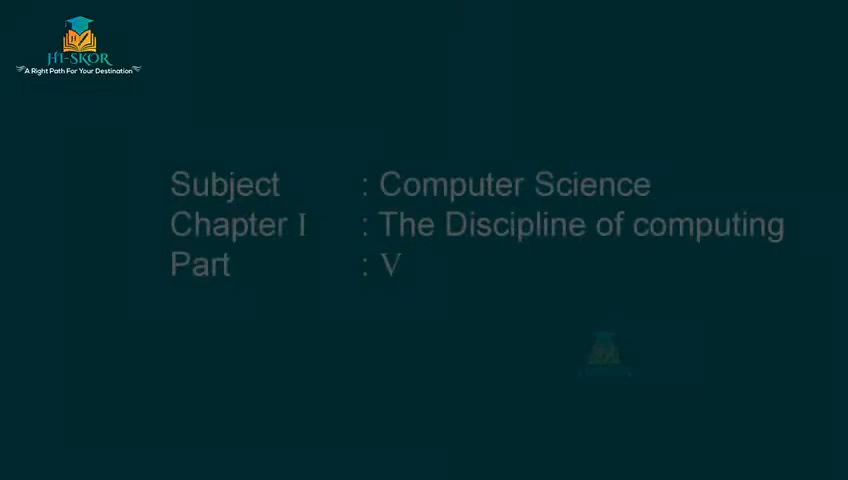 HI-SKOR
A Right Path For Your Destination
Subject : Computer Science
Chapter I : The Discipline of computing
Part : V